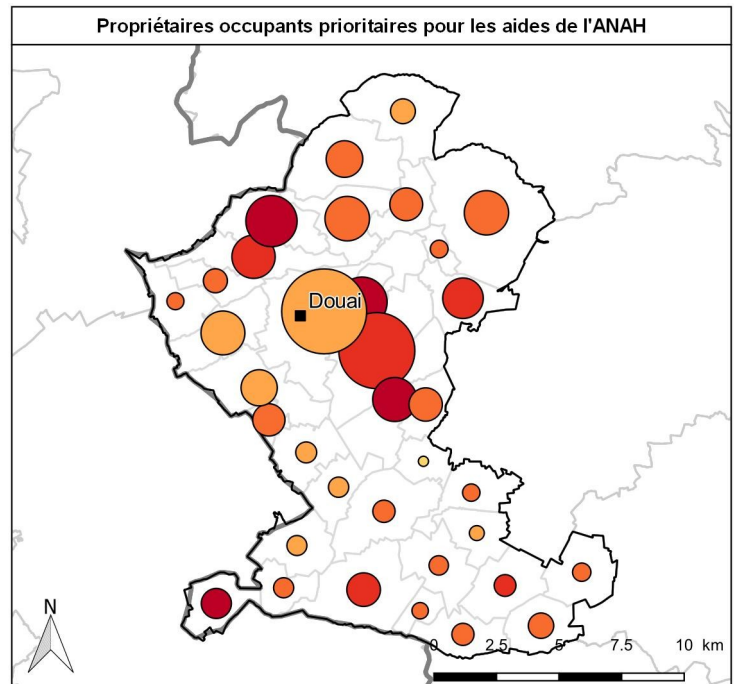 Propriétaires occupants prioritaires pour les aides de l'ANAH
Douai
N
0 2.5 5 7.5 10 km